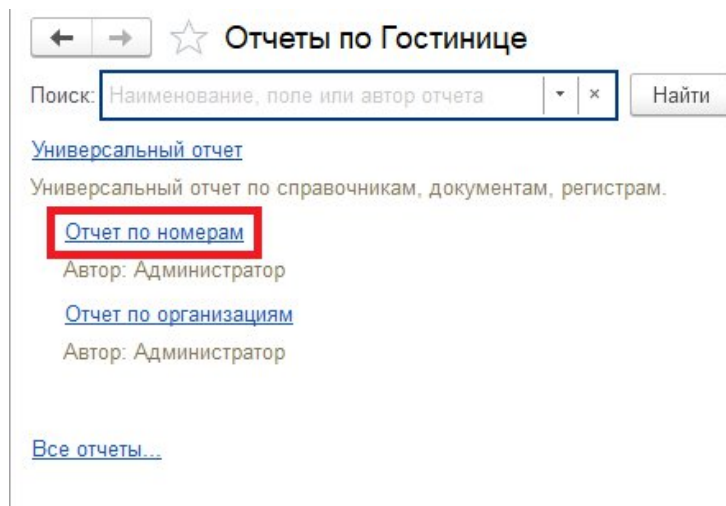 Отчеты по Гостинице
Поиск: Наименование, поле или автор отчета Найти
Универсальный отчет
Универсальный отчет по справочникам, документам, регистрам.
Отчет по номерам
Автор: Администратор
Отчет по организациям
Автор: Администратор
Все отчеты...